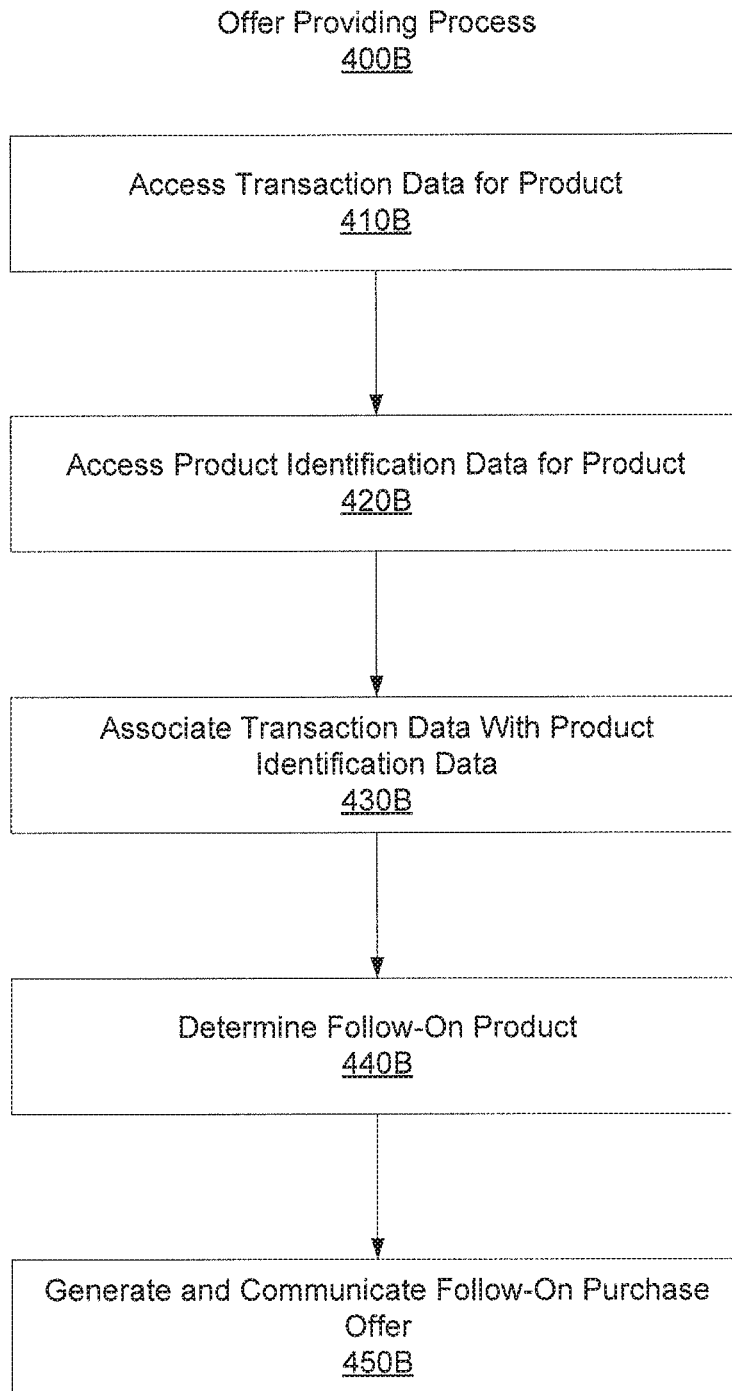 Offer Providing Process
400B
Access Transaction Data for Product
410B
Access Product Identification Data for Product
420B
Associate Transaction Data With Product
Identification Data
430B
Determine Follow-On Product
440B
Generate and Communicate Follow-On Purchase
Offer
450B